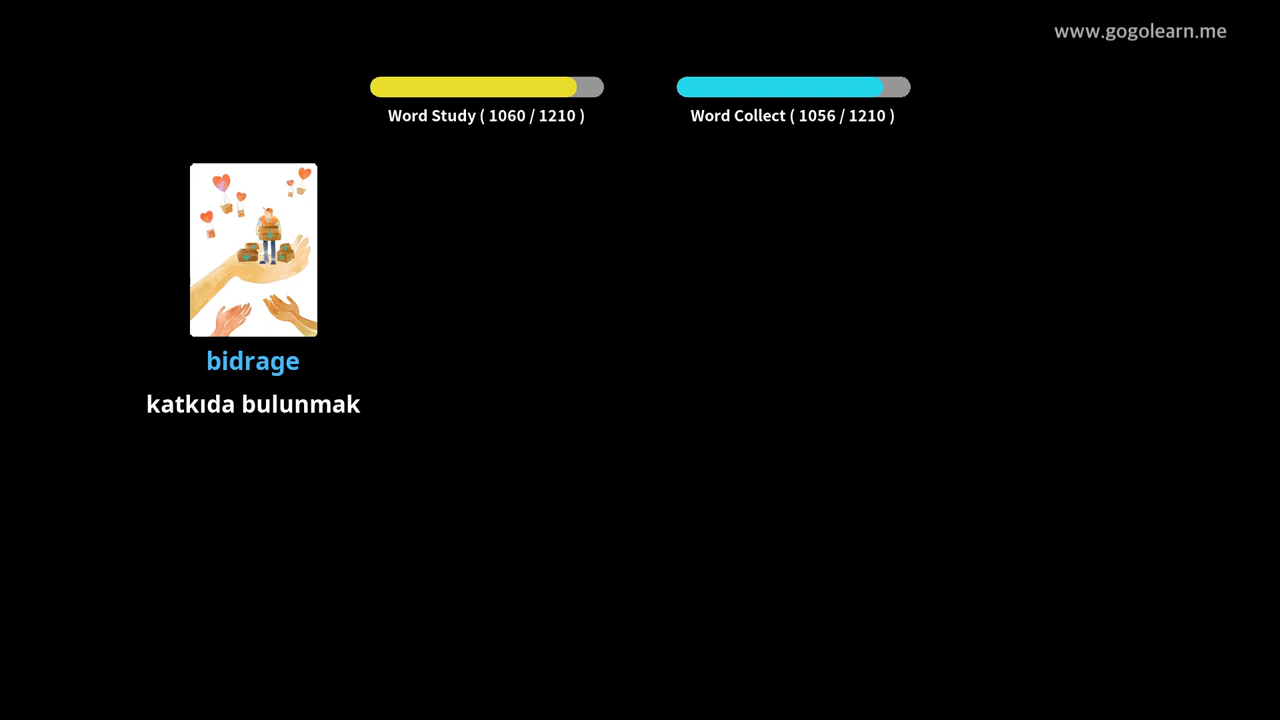 www.gogolearn.me
Word Study ( 1060 / 1210 )
Word Collect ( 1056 / 1210 )
bidrage
katkıda bulunmak